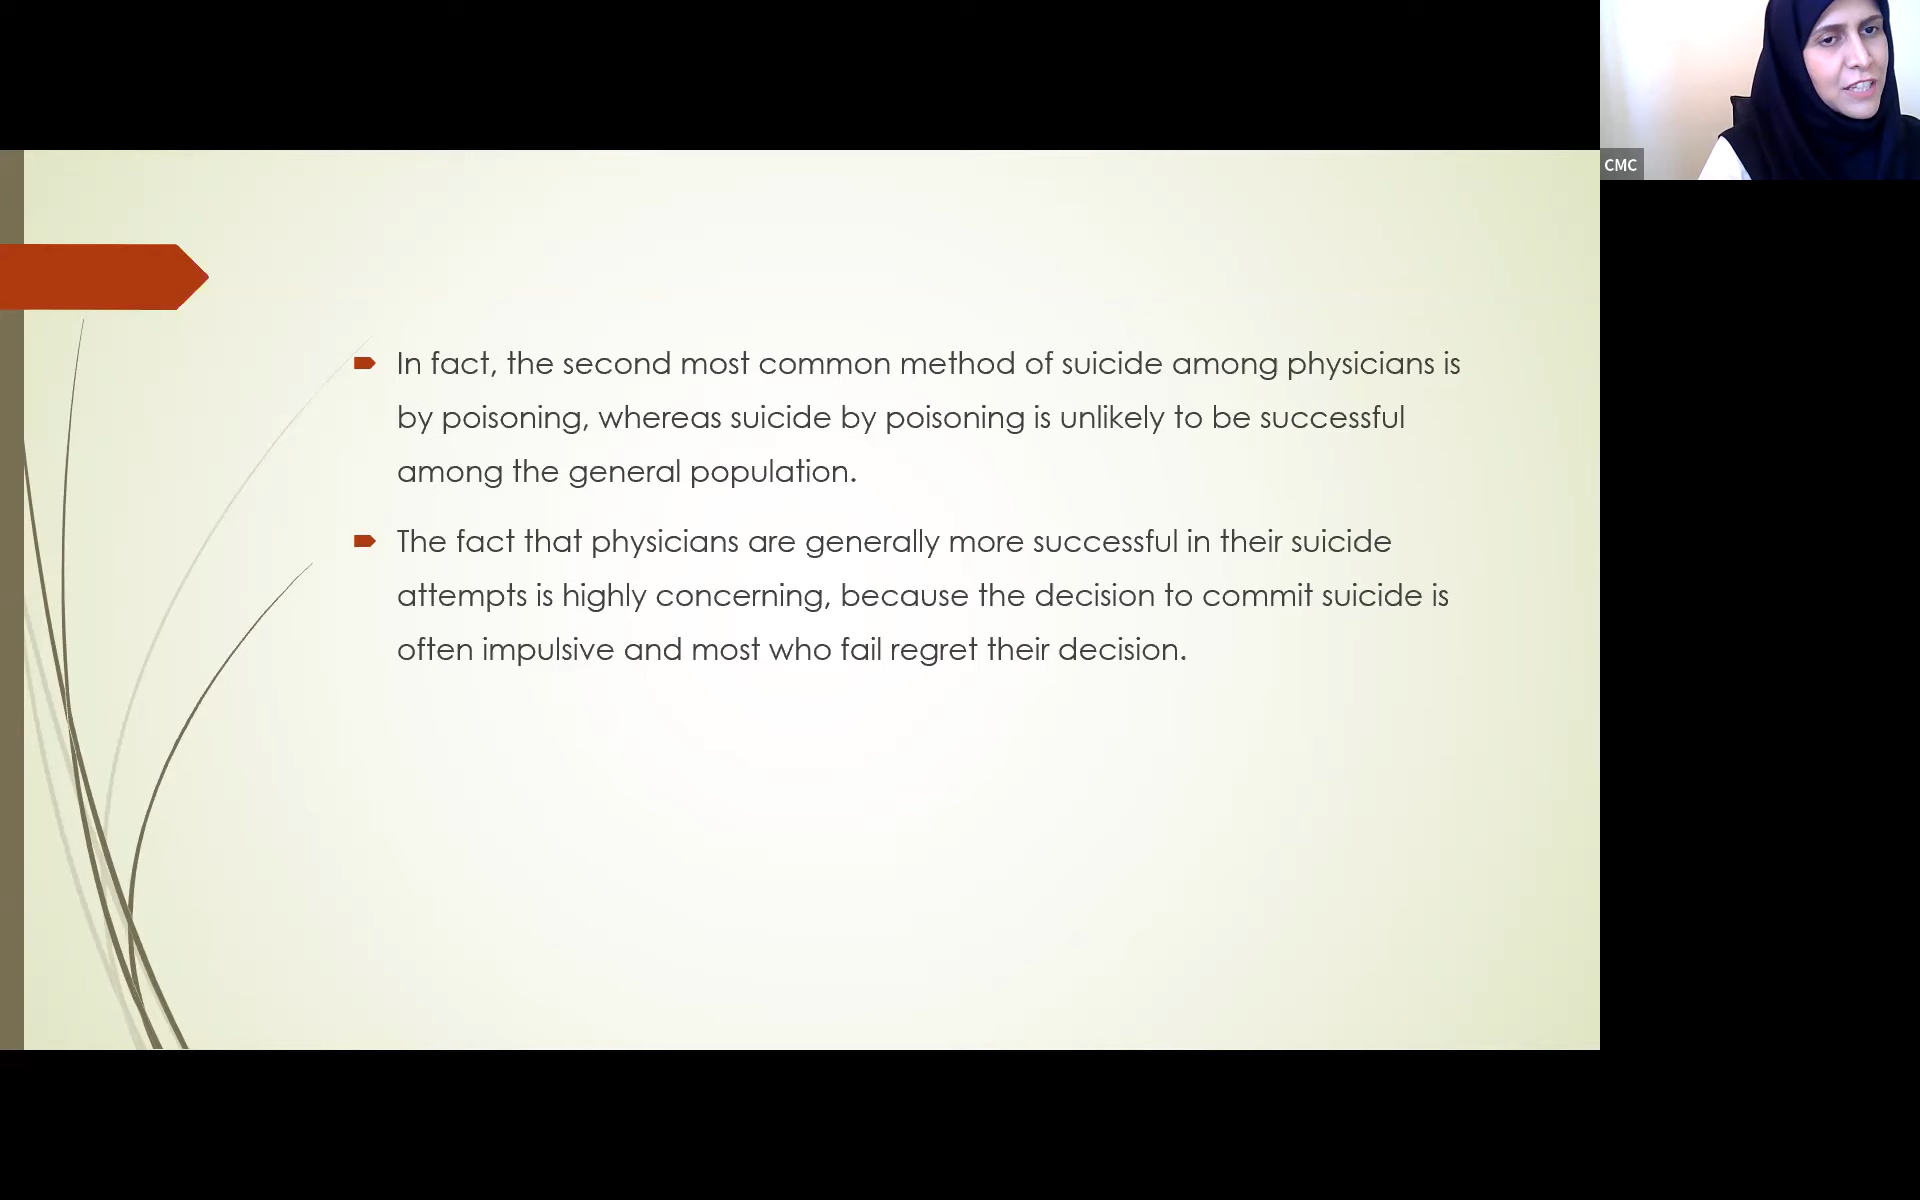 CMC
In fact, the second most common method of suicide among physicians is
by poisoning, whereas suicide by poisoning is unlikely to be successful
among the general population.
The fact that physicians are generally more successful in their suicide
attempts is highly concerning, because the decision to commit suicide is
often impulsive and most who fail regret their decision.